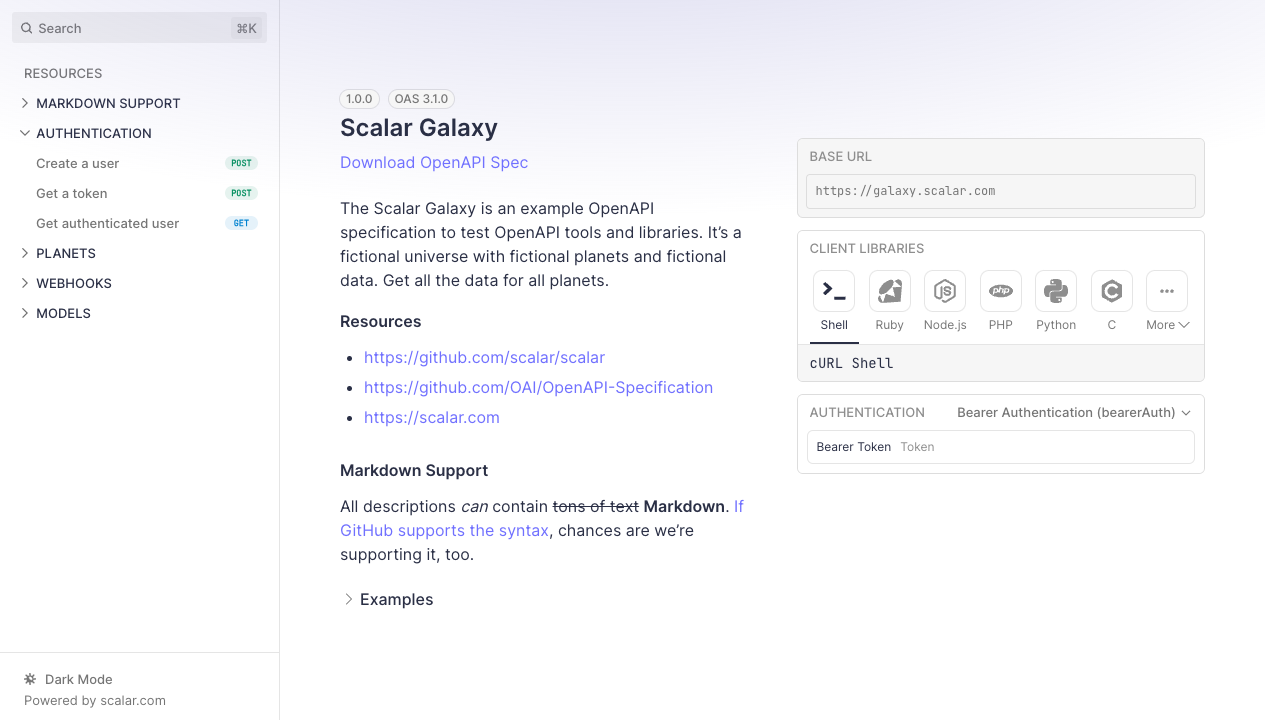 Search ⌘K
RESOURCES
MARKDOWN SUPPORT
AUTHENTICATION
Create a user POST
Get a token POST
Get authenticated user GET
PLANETS
WEBHOOKS
MODELS
Dark Mode
Powered by scalar.com
1.0.0 OAS 3.1.0
Scalar Galaxy
Download OpenAPI Spec
The Scalar Galaxy is an example OpenAPI
specification to test OpenAPI tools and libraries. It’s a
fictional universe with fictional planets and fictional
data. Get all the data for all planets.
Resources
https://github.com/scalar/scalar
https://github.com/OAI/OpenAPI-Specification
https://scalar.com
Markdown Support
All descriptions can contain tons of text Markdown. If
GitHub supports the syntax, chances are we’re
supporting it, too.
Examples
BASE URL
https://galaxy.scalar.com
CLIENT LIBRARIES
JS php C
Shell Ruby Node.js PHP Python C More
cURL Shell
AUTHENTICATION Bearer Authentication (bearerAuth)
Bearer Token Token